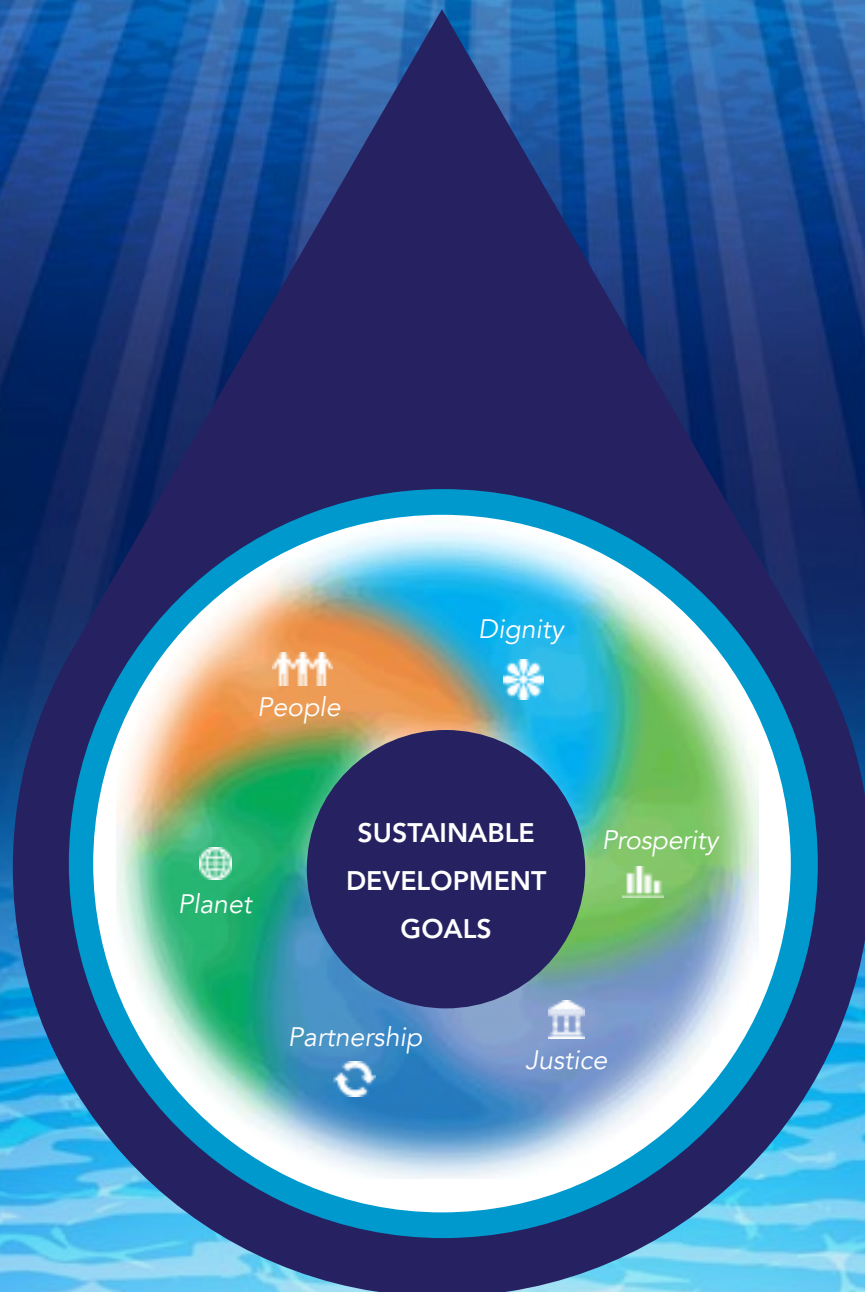 Dignity
People
SUSTAINABLE
DEVELOPMENT
GOALS
Prosperity
Planet
Partnership
Justice